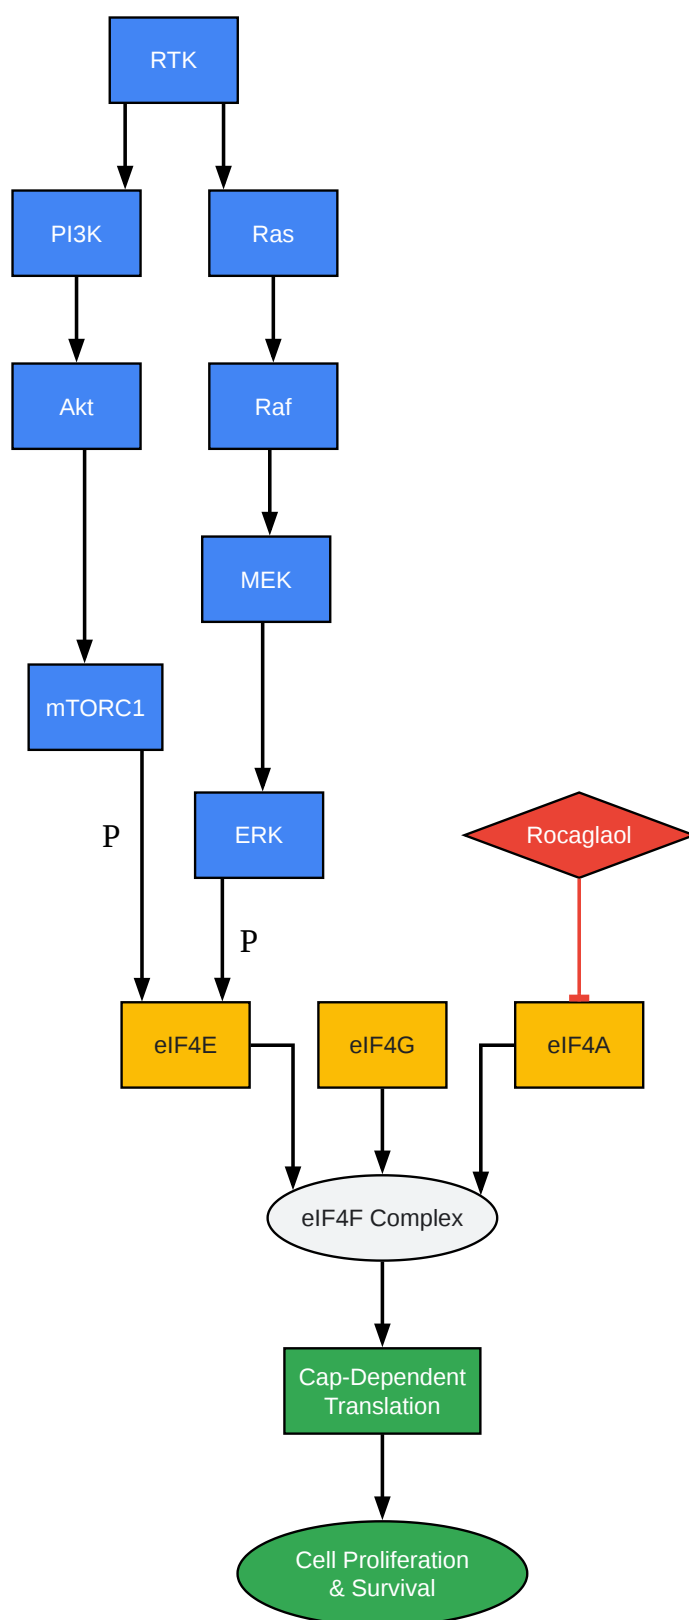 RTK
PI3K
Ras
Akt
Raf
MEK
mTORC1
P
ERK
Rocaglaol
P
eIF4E
eIF4G
eIF4A
eIF4F Complex
Cap-Dependent
Translation
Cell Proliferation
& Survival